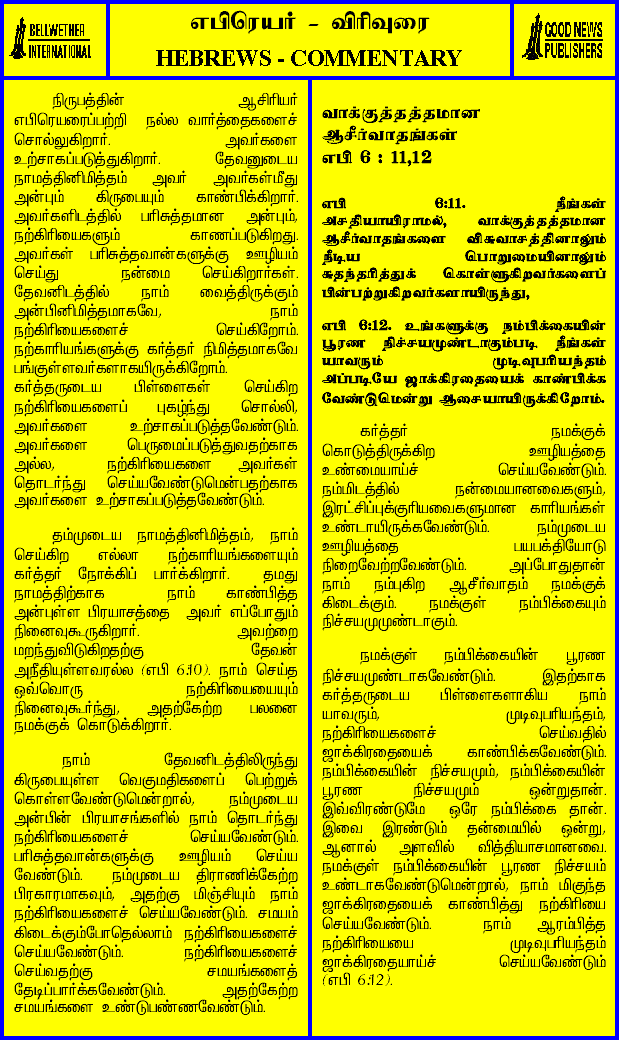 BELLWETHER
INTERNATIONAL
எபிரெயர் - விரிவுரை
HEBREWS - COMMENTARY
GOOD NEWS
PUBLISHERS
நிருபத்தின் ஆசிரியர்
எபிரெயரைப்பற்றி நல்ல வார்த்தைகளைச்
சொல்லுகிறார். அவர்களை
உற்சாகப்படுத்துகிறார். தேவனுடைய
நாமத்தினிமித்தம் அவர் அவர்கள்மீது
அன்பும் கிருபையும் காண்பிக்கிறார்.
அவர்களிடத்தில் பரிசுத்தமான அன்பும்,
நற்கிரியைகளும் காணப்படுகிறது.
அவர்கள் பரிசுத்தவான்களுக்கு ஊழியம்
செய்து நன்மை செய்கிறார்கள்.
தேவனிடத்தில் நாம் வைத்திருக்கும்
அன்பினிமித்தமாகவே, நாம்
நற்கிரியைகளைச் செய்கிறோம்.
நற்காரியங்களுக்கு கர்த்தர் நிமித்தமாகவே
பங்குள்ளவர்களாகயிருக்கிறோம்.
கர்த்தருடைய பிள்ளைகள் செய்கிற
நற்கிரியைகளைப் புகழ்ந்து சொல்லி,
அவர்களை உற்சாகப்படுத்தவேண்டும்.
அவர்களை பெருமைப்படுத்துவதற்காக
அல்ல, நற்கிரியைகளை அவர்கள்
தொடர்ந்து செய்யவேண்டுமென்பதற்காக
அவர்களை உற்சாகப்படுத்தவேண்டும்.
தம்முடைய நாமத்தினிமித்தம், நாம்
செய்கிற எல்லா நற்காரியங்களையும்
கர்த்தர் நோக்கிப் பார்க்கிறார். தமது
நாமத்திற்காக நாம் காண்பித்த
அன்புள்ள பிரயாசத்தை அவர் எப்போதும்
நினைவுகூருகிறார். அவற்றை
மறந்துவிடுகிறதற்கு தேவன்
அநீதியுள்ளவரல்ல (எபி 6:10). நாம் செய்த
ஒவ்வொரு நற்கிரியையையும்
நினைவுகூர்ந்து, அதற்கேற்ற பலனை
நமக்குக் கொடுக்கிறார்.
நாம் தேவனிடத்திலிருந்து
கிருபையுள்ள வெகுமதிகளைப் பெற்றுக்
கொள்ளவேண்டுமென்றால், நம்முடைய
அன்பின் பிரயாசங்களில் நாம் தொடர்ந்து
நற்கிரியைகளைச் செய்யவேண்டும்.
பரிசுத்தவான்களுக்கு ஊழியம் செய்ய
வேண்டும். நம்முடைய திராணிக்கேற்ற
பிரகாரமாகவும், அதற்கு மிஞ்சியும் நாம்
நற்கிரியைகளைச் செய்யவேண்டும். சமயம்
கிடைக்கும்போதெல்லாம் நற்கிரியைகளைச்
செய்யவேண்டும். நற்கிரியைகளைச்
செய்வதற்கு சமயங்களைத்
தேடிப்பார்க்கவேண்டும். அதற்கேற்ற
சமயங்களை உண்டுபண்ணவேண்டும்.
வாக்குத்தத்தமான
ஆசீர்வாதங்கள்
எபி 6 : 11,12
எபி 6:11. நீங்கள்
அசதியாயிராமல், வாக்குத்தத்தமான
ஆசீர்வாதங்களை விசுவாசத்தினாலும்
நீடிய பொறுமையினாலும்
சுதந்தரித்துக் கொள்ளுகிறவர்களைப்
பின்பற்றுகிறவர்களாயிருந்து,
எபி 6:12. உங்களுக்கு நம்பிக்கையின்
பூரண நிச்சயமுண்டாகும்படி நீங்கள்
யாவரும் முடிவுபரியந்தம்
அப்படியே ஜாக்கிரதையைக் காண்பிக்க
வேண்டுமென்று ஆசையாயிருக்கிறோம்.
கர்த்தர் நமக்குக்
கொடுத்திருக்கிற ஊழியத்தை
உண்மையாய்ச் செய்யவேண்டும்.
நம்மிடத்தில் நன்மையானவைகளும்,
இரட்சிப்புக்குரியவைகளுமான காரியங்கள்
உண்டாயிருக்கவேண்டும். நம்முடைய
ஊழியத்தை பயபக்தியோடு
நிறைவேற்றவேண்டும். அப்போதுதான்
நாம் நம்புகிற ஆசீர்வாதம் நமக்குக்
கிடைக்கும். நமக்குள் நம்பிக்கையும்
நிச்சயமுமுண்டாகும்.
நமக்குள் நம்பிக்கையின் பூரண
நிச்சயமுண்டாகவேண்டும். இதற்காக
கர்த்தருடைய பிள்ளைகளாகிய நாம்
யாவரும், முடிவுபரியந்தம்,
நற்கிரியைகளைச் செய்வதில்
ஜாக்கிரதையைக் காண்பிக்கவேண்டும்.
நம்பிக்கையின் நிச்சயமும், நம்பிக்கையின்
பூரண நிச்சயமும் ஒன்றுதான்.
இவ்விரண்டுமே ஒரே நம்பிக்கை தான்.
இவை இரண்டும் தன்மையில் ஒன்று,
ஆனால் அளவில் வித்தியாசமானவை.
நமக்குள் நம்பிக்கையின் பூரண நிச்சயம்
உண்டாகவேண்டுமென்றால், நாம் மிகுந்த
ஜாக்கிரதையைக் காண்பித்து நற்கிரியை
செய்யவேண்டும். நாம் ஆரம்பித்த
நற்கிரியையை முடிவுபரியந்தம்
ஜாக்கிரதையாய்ச் செய்யவேண்டும்
(எபி 6:12).